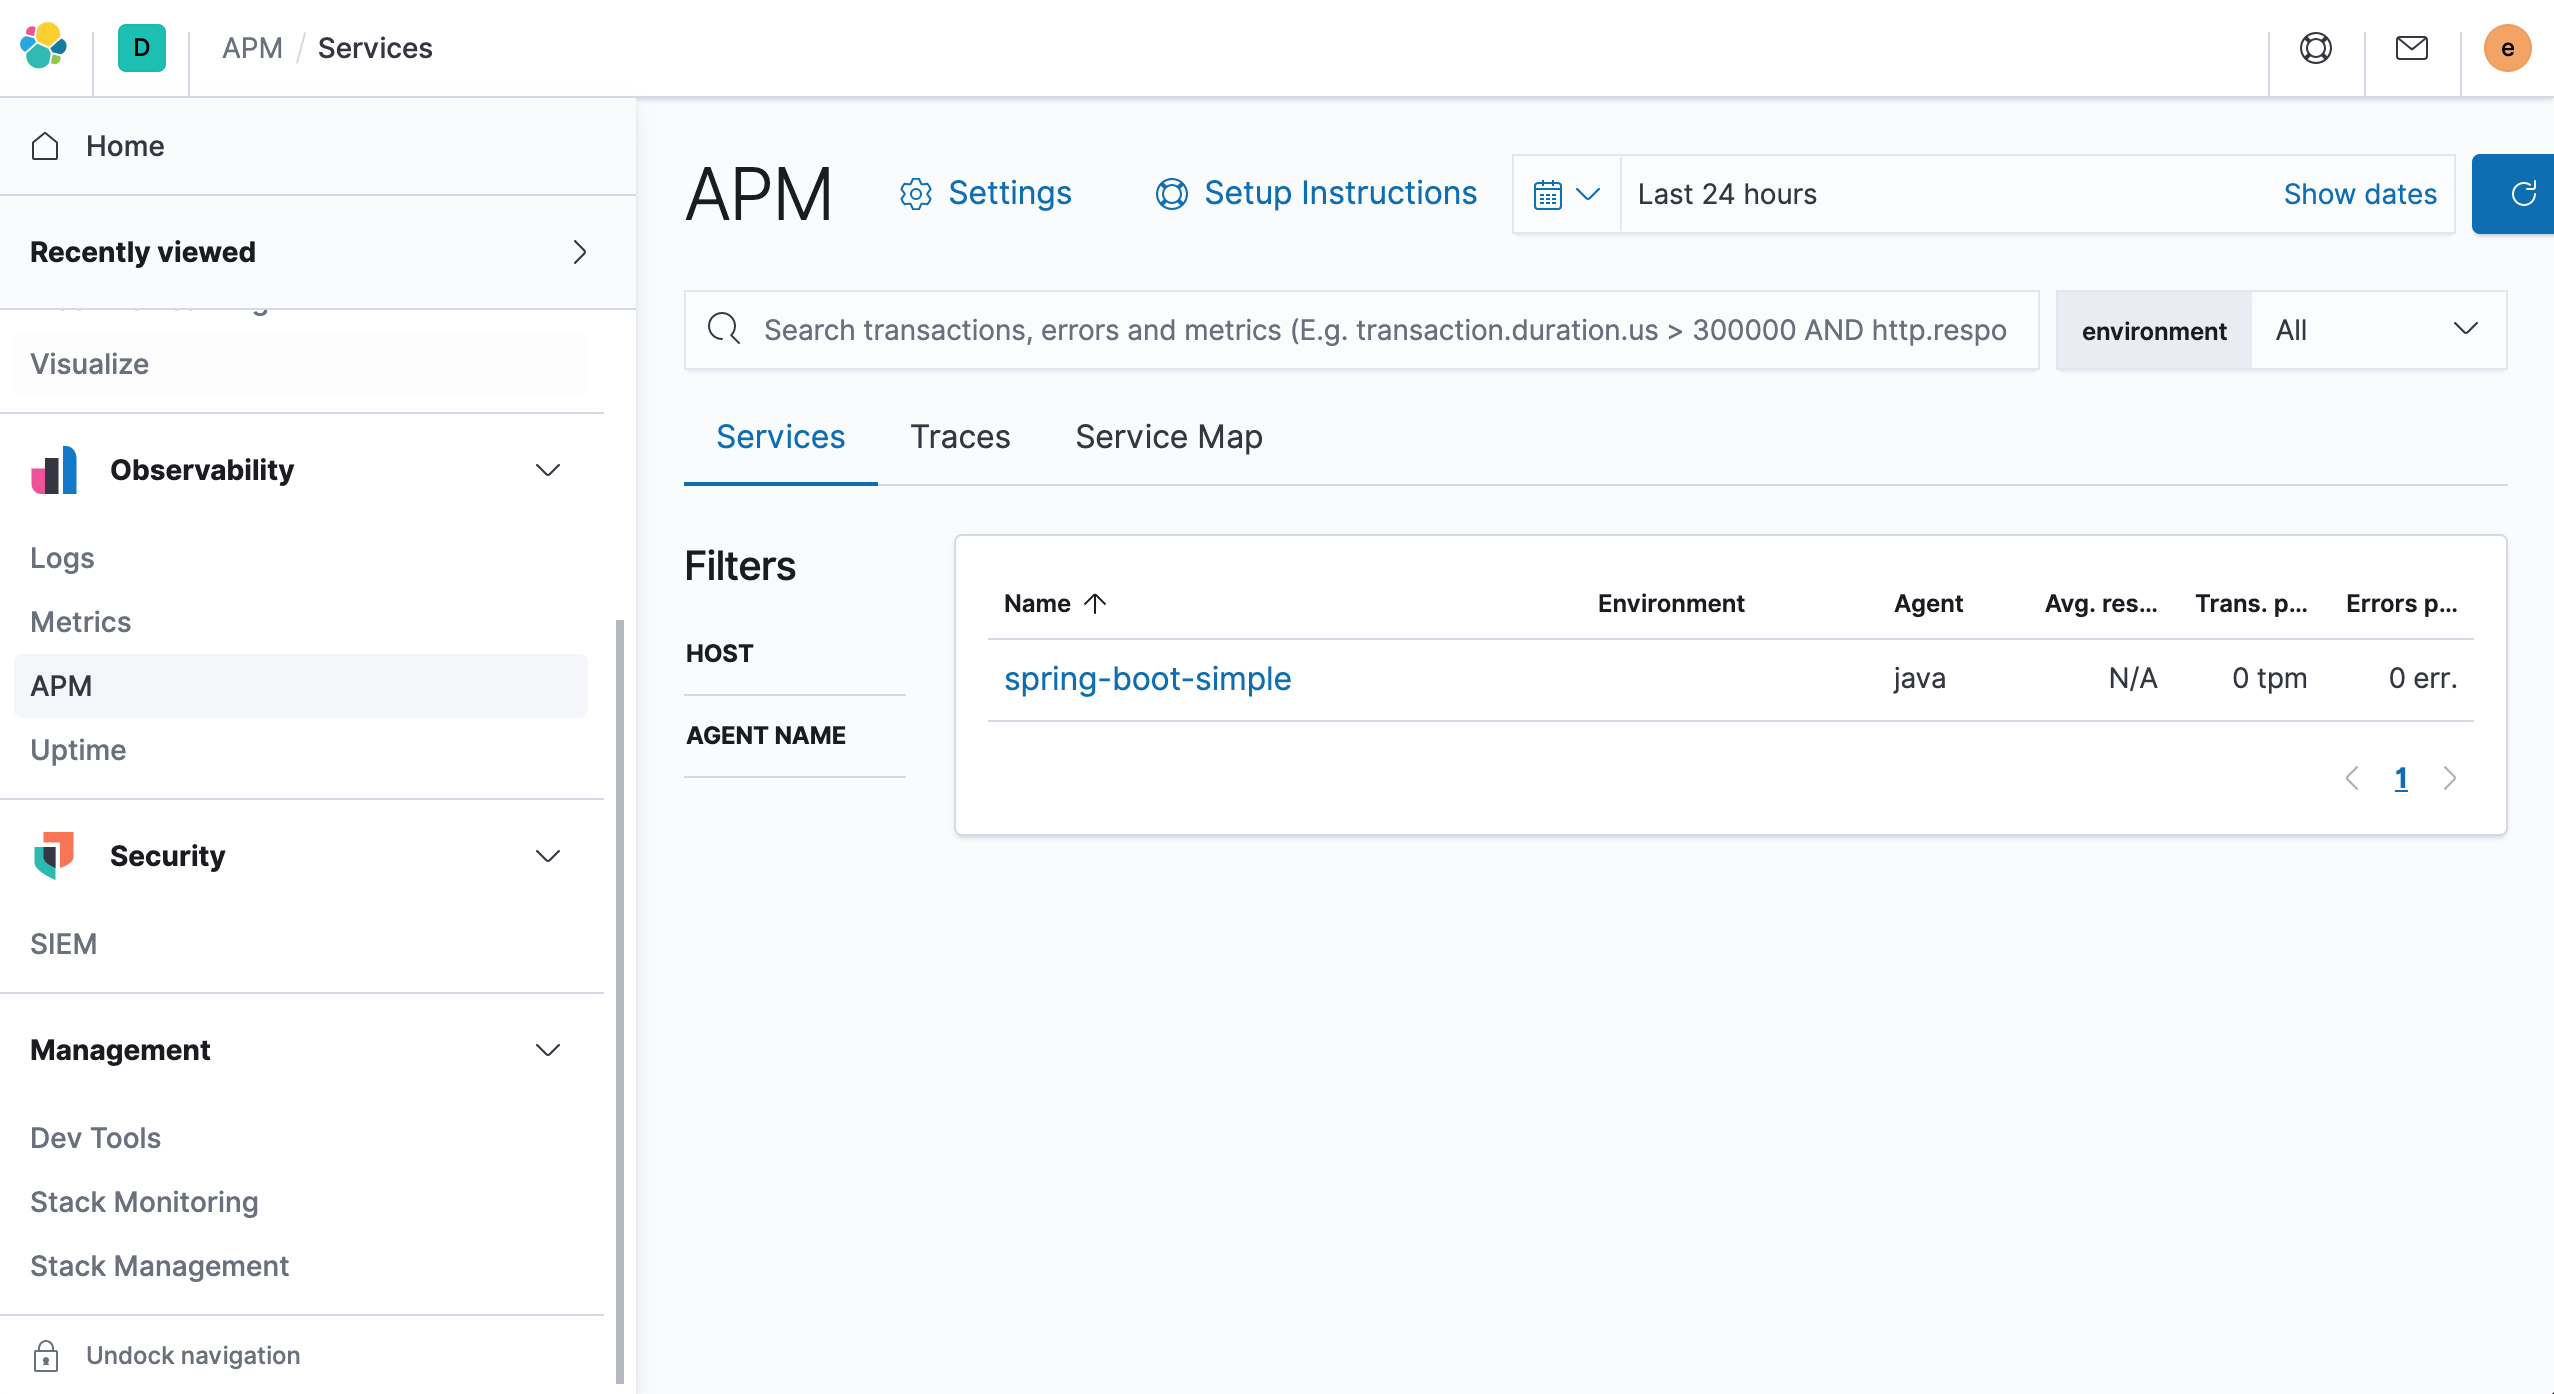 D
APM / Services
e
Home
Recently viewed
Visualize
Observability
Logs
Metrics
APM
Uptime
Security
SIEM
Management
Dev Tools
Stack Monitoring
Stack Management
Undock navigation
APM
Settings
Setup Instructions
Last 24 hours
Show dates
Search transactions, errors and metrics (E.g. transaction.duration.us > 300000 AND http.respo
environment
All
Services
Traces
Service Map
Filters
HOST
AGENT NAME
Name Environment Agent Avg. res... Trans. p... Errors p...
spring-boot-simple java N/A 0 tpm 0 err.
1